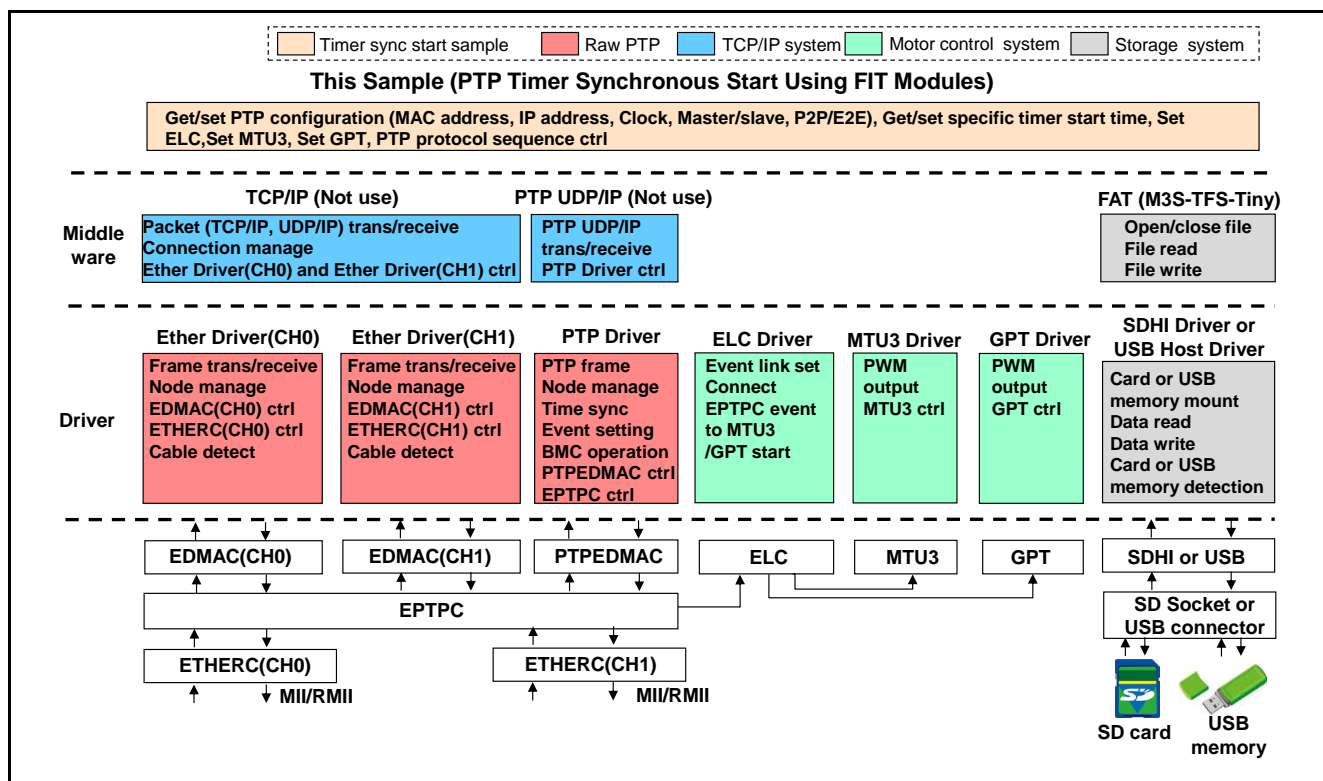 Timer sync start sample
Raw PTP
TCP/IP system
Motor control system
Storage system
This Sample (PTP Timer Synchronous Start Using FIT Modules)
Get/set PTP configuration (MAC address, IP address, Clock, Master/slave, P2P/E2E), Get/set specific timer start time, Set
ELC,Set MTU3, Set GPT, PTP protocol sequence ctrl
Middle
ware
TCP/IP (Not use)
Packet (TCP/IP, UDP/IP) trans/receive
Connection manage
Ether Driver(CH0) and Ether Driver(CH1) ctrl
PTP UDP/IP (Not use)
PTP UDP/IP
trans/receive
PTP Driver ctrl
FAT (M3S-TFS-Tiny)
Open/close file
File read
File write
Driver
Ether Driver(CH0)
Frame trans/receive
Node manage
EDMAC(CH0) ctrl
ETHERC(CH0) ctrl
Cable detect
Ether Driver(CH1)
Frame trans/receive
Node manage
EDMAC(CH1) ctrl
ETHERC(CH1) ctrl
Cable detect
PTP Driver
PTP frame
Node manage
Time sync
Event setting
BMC operation
PTPEDMAC ctrl
EPTPC ctrl
ELC Driver
Event link set
Connect
EPTPC event
to MTU3
/GPT start
MTU3 Driver
PWM
output
MTU3 ctrl
GPT Driver
PWM
output
GPT ctrl
SDHI Driver or
USB Host Driver
Card or USB
memory mount
Data read
Data write
Card or USB
memory detection
EDMAC(CH0)
EDMAC(CH1)
PTPEDMAC
ELC
MTU3
GPT
SDHI or USB
EPTPC
SD Socket or
USB connector
ETHERC(CH0)
ETHERC(CH1)
MII/RMII
MII/RMII
SD
SD card
USB
memory